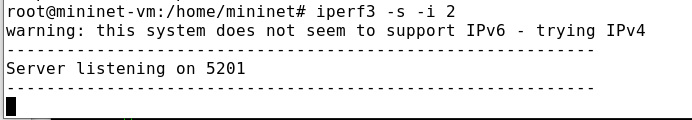 root@mininet-vm:/home/mininet# iperf3 -s -i 2
warning: this system does not seem to support IPv6 - trying IPv4
-----------------------------------------------------------
Server listening on 5201
-----------------------------------------------------------